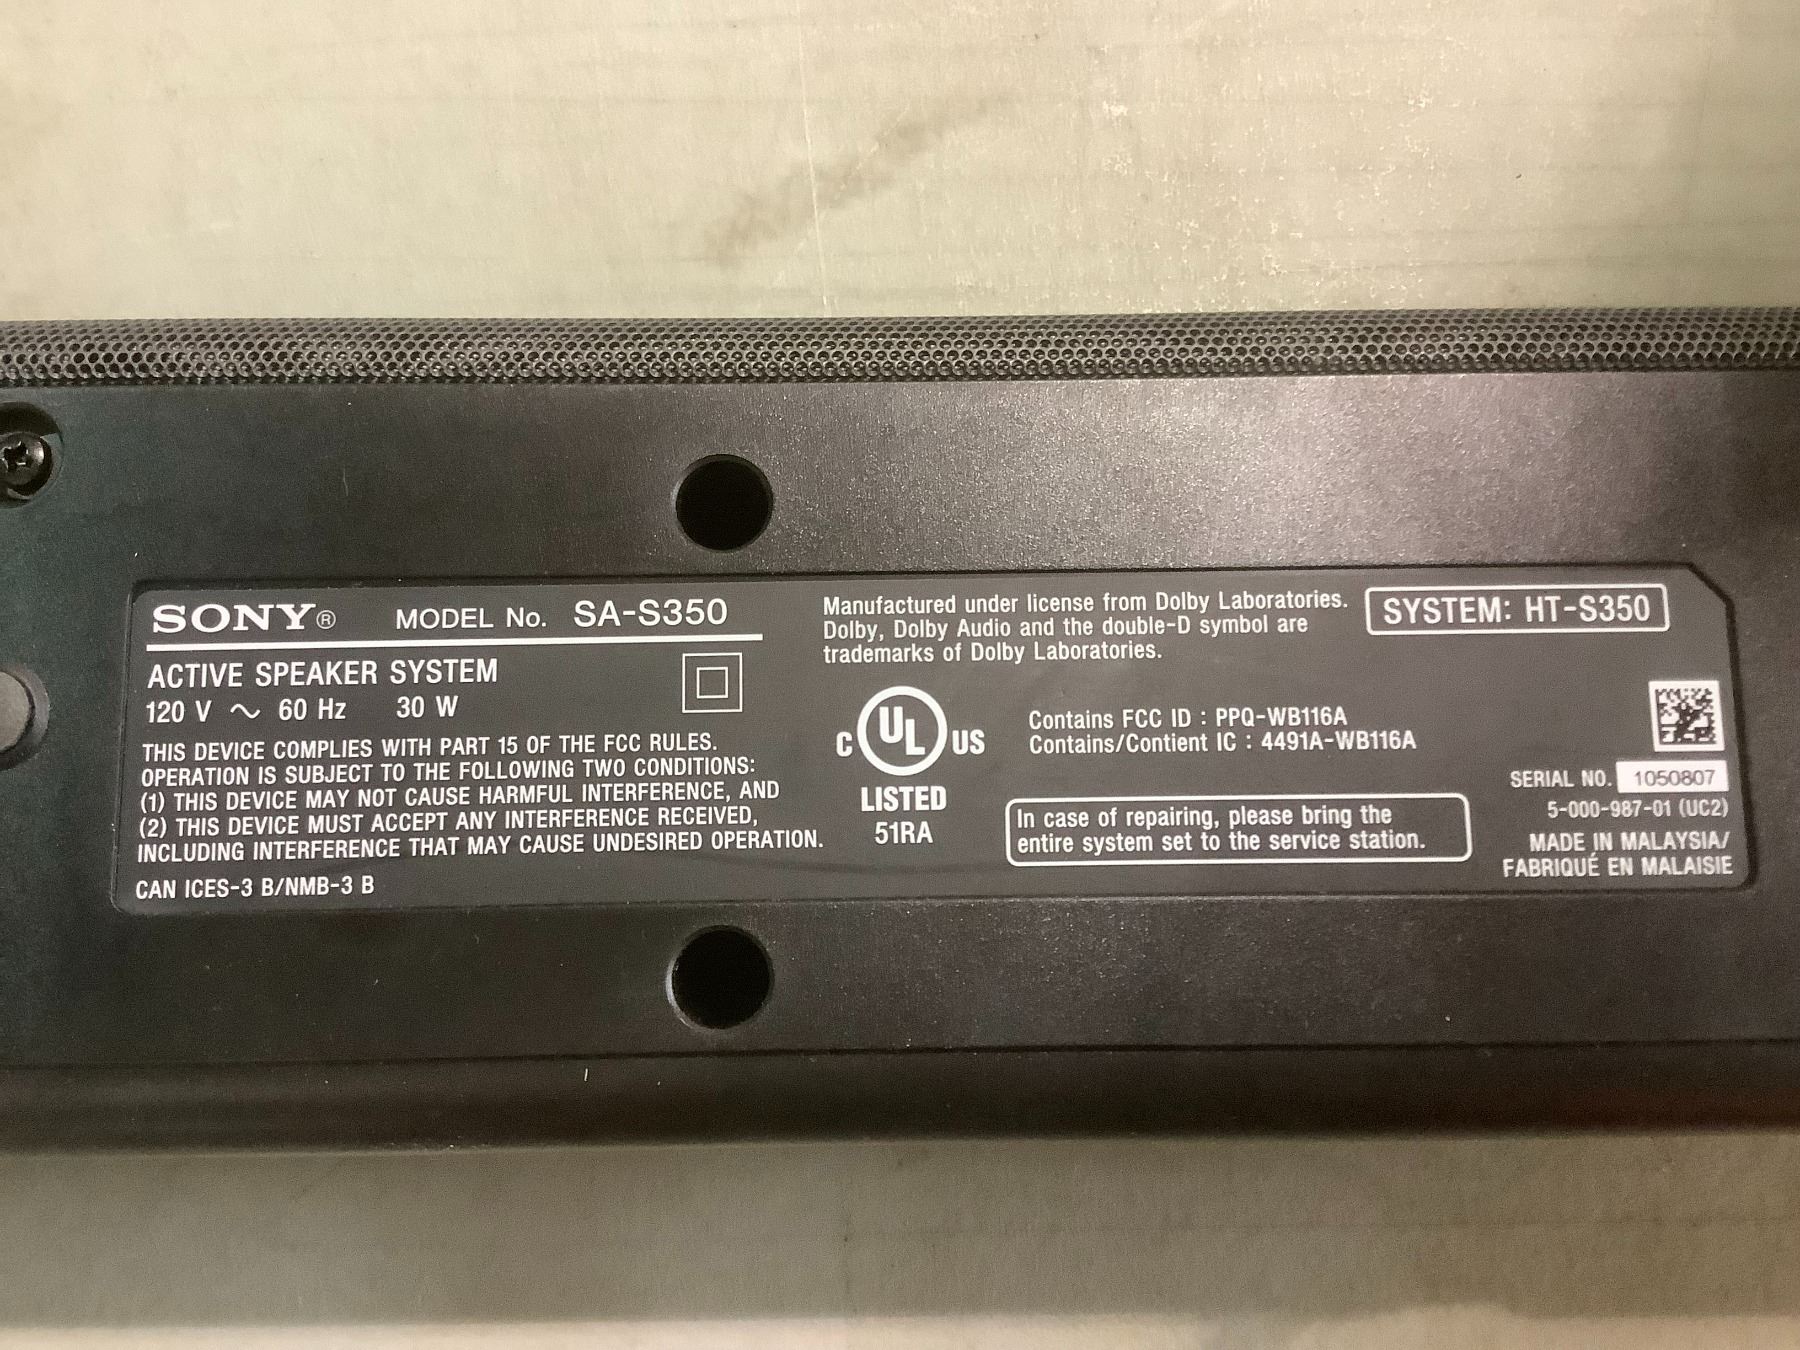 SONY® MODEL No. SA-S350
ACTIVE SPEAKER SYSTEM
120 V ~ 60 Hz 30 W
THIS DEVICE COMPLIES WITH PART 15 OF THE FCC RULES.
OPERATION IS SUBJECT TO THE FOLLOWING TWO CONDITIONS:
(1) THIS DEVICE MAY NOT CAUSE HARMFUL INTERFERENCE, AND
(2) THIS DEVICE MUST ACCEPT ANY INTERFERENCE RECEIVED,
INCLUDING INTERFERENCE THAT MAY CAUSE UNDESIRED OPERATION.
CAN ICES-3 B/NMB-3 B
Manufactured under license from Dolby Laboratories.
Dolby, Dolby Audio and the double-D symbol are
trademarks of Dolby Laboratories.
C UL US
LISTED
51RA
Contains FCC ID : PPQ-WB116A
Contains/Contient IC : 4491A-WB116A
In case of repairing, please bring the
entire system set to the service station.
SYSTEM: HT-S350
SERIAL NO. 1050807
5-000-987-01 (UC2)
MADE IN MALAYSIA/
FABRIQUÉ EN MALAISIE